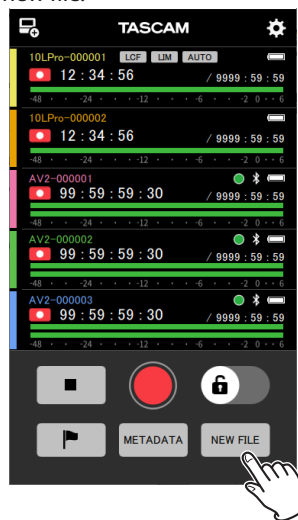 new file.
TASCAM
10LPro-000001 LCF LIM AUTO
12 : 34 : 56 / 9999 : 59 : 59
-48 · · -24 · · · -12 · · · · -6 · · · -2 0 · · 6
10LPro-000002
12 : 34 : 56 / 9999 : 59 : 59
-48 · · -24 · · · -12 · · · · -6 · · · -2 0 · · 6
AV2-000001
99 : 59 : 59 : 30 / 9999 : 59 : 59
-48 · · -24 · · · -12 · · · · -6 · · · -2 0 · · 6
AV2-000002
99 : 59 : 59 : 30 / 9999 : 59 : 59
-48 · · -24 · · · -12 · · · · -6 · · · -2 0 · · 6
AV2-000003
99 : 59 : 59 : 30 / 9999 : 59 : 59
-48 · · -24 · · · -12 · · · · -6 · · · -2 0 · · 6
METADATA NEW FILE